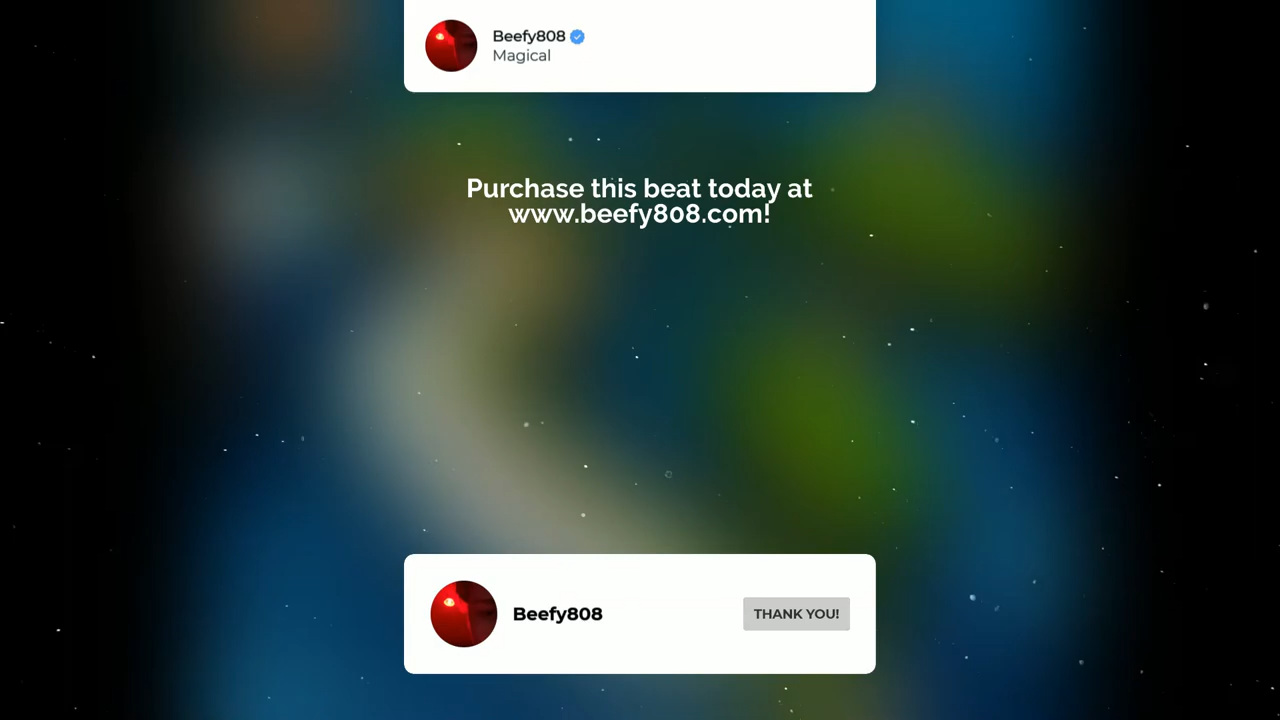 Beefy808
Magical
Purchase this beat today at
www.beefy808.com!
Beefy808
THANK YOU!